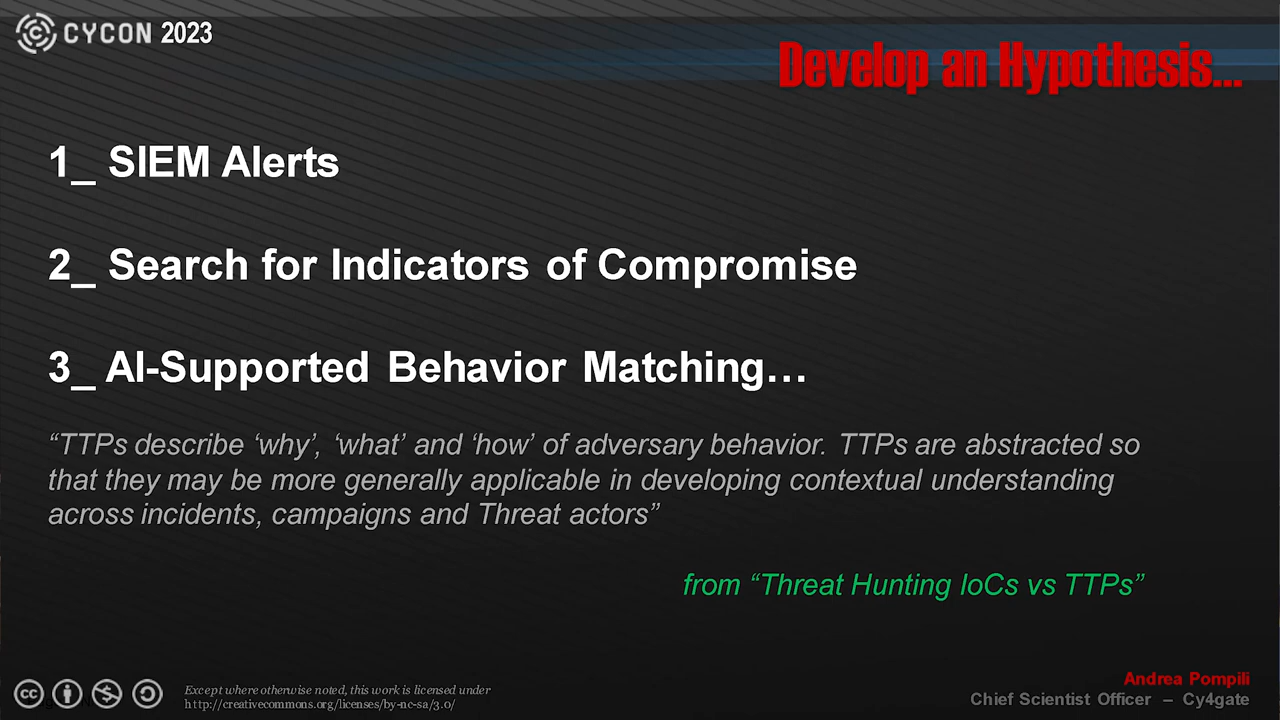 CYCON 2023
Develop an Hypothesis...
1_ SIEM Alerts
2_ Search for Indicators of Compromise
3_ AI-Supported Behavior Matching…
“TTPs describe ‘why’, ‘what’ and ‘how’ of adversary behavior. TTPs are abstracted so
that they may be more generally applicable in developing contextual understanding
across incidents, campaigns and Threat actors”
from “Threat Hunting IoCs vs TTPs”
Andrea Pompili
Chief Scientist Officer – Cy4gate
cc
Except where otherwise noted, this work is licensed under
http://creativecommons.org/licenses/by-nc-sa/3.0/